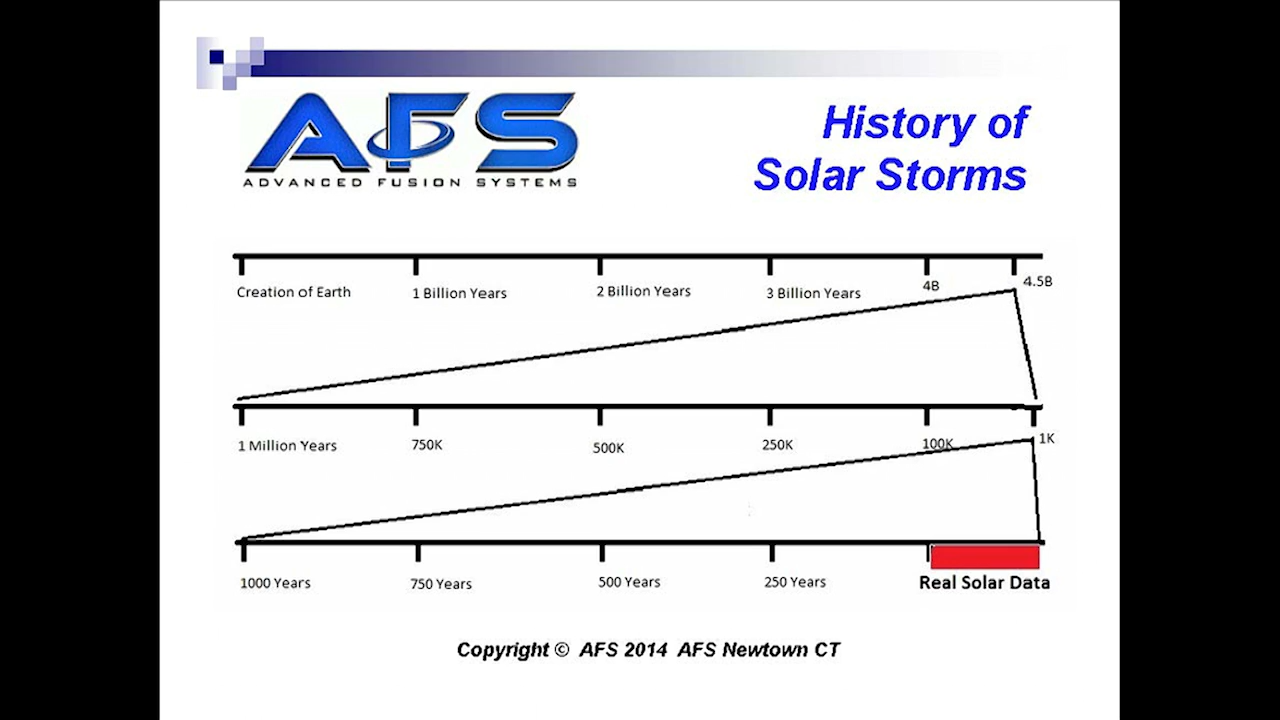 AFS
ADVANCED FUSION SYSTEMS
History of
Solar Storms
Creation of Earth 1 Billion Years 2 Billion Years 3 Billion Years 4B 4.5B
1 Million Years 750K 500K 250K 100K 1K
1000 Years 750 Years 500 Years 250 Years Real Solar Data
Copyright © AFS 2014 AFS Newtown CT